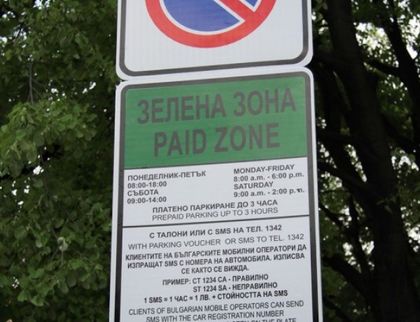 ЗЕЛЕНА ЗОНА
PAID ZONE
ПОНЕДЕЛНИК-ПЕТЪК
08:00-18:00
СЪБОТА
09:00-14:00
MONDAY-FRIDAY
8:00 a.m. - 6:00 p.m.
SATURDAY
9:00 a.m. - 2:00 p.m.
ПЛАТЕНО ПАРКИРАНЕ ДО 3 ЧАСА
PREPAID PARKING UP TO 3 HOURS
С ТАЛОНИ ИЛИ С SMS НА ТЕЛ. 1342
WITH PARKING VOUCHER OR SMS TO TEL. 1342
КЛИЕНТИТЕ НА БЪЛГАРСКИТЕ МОБИЛНИ ОПЕРАТОРИ ДА
ИЗПРАЩАТ SMS С НОМЕРА НА АВТОМОБИЛА. ИЗПИСВА
СЕ КАКТО СЕ ВИЖДА.
ПРИМЕР: СТ 1234 СА - ПРАВИЛНО
ST 1234 SA - НЕПРАВИЛНО
1 SMS = 1 ЧАС = 1 ЛВ. + СТОЙНОСТТА НА SMS
CLIENTS OF BULGARIAN MOBILE OPERATORS CAN SEND
SMS WITH THE CAR REGISTRATION NUMBER